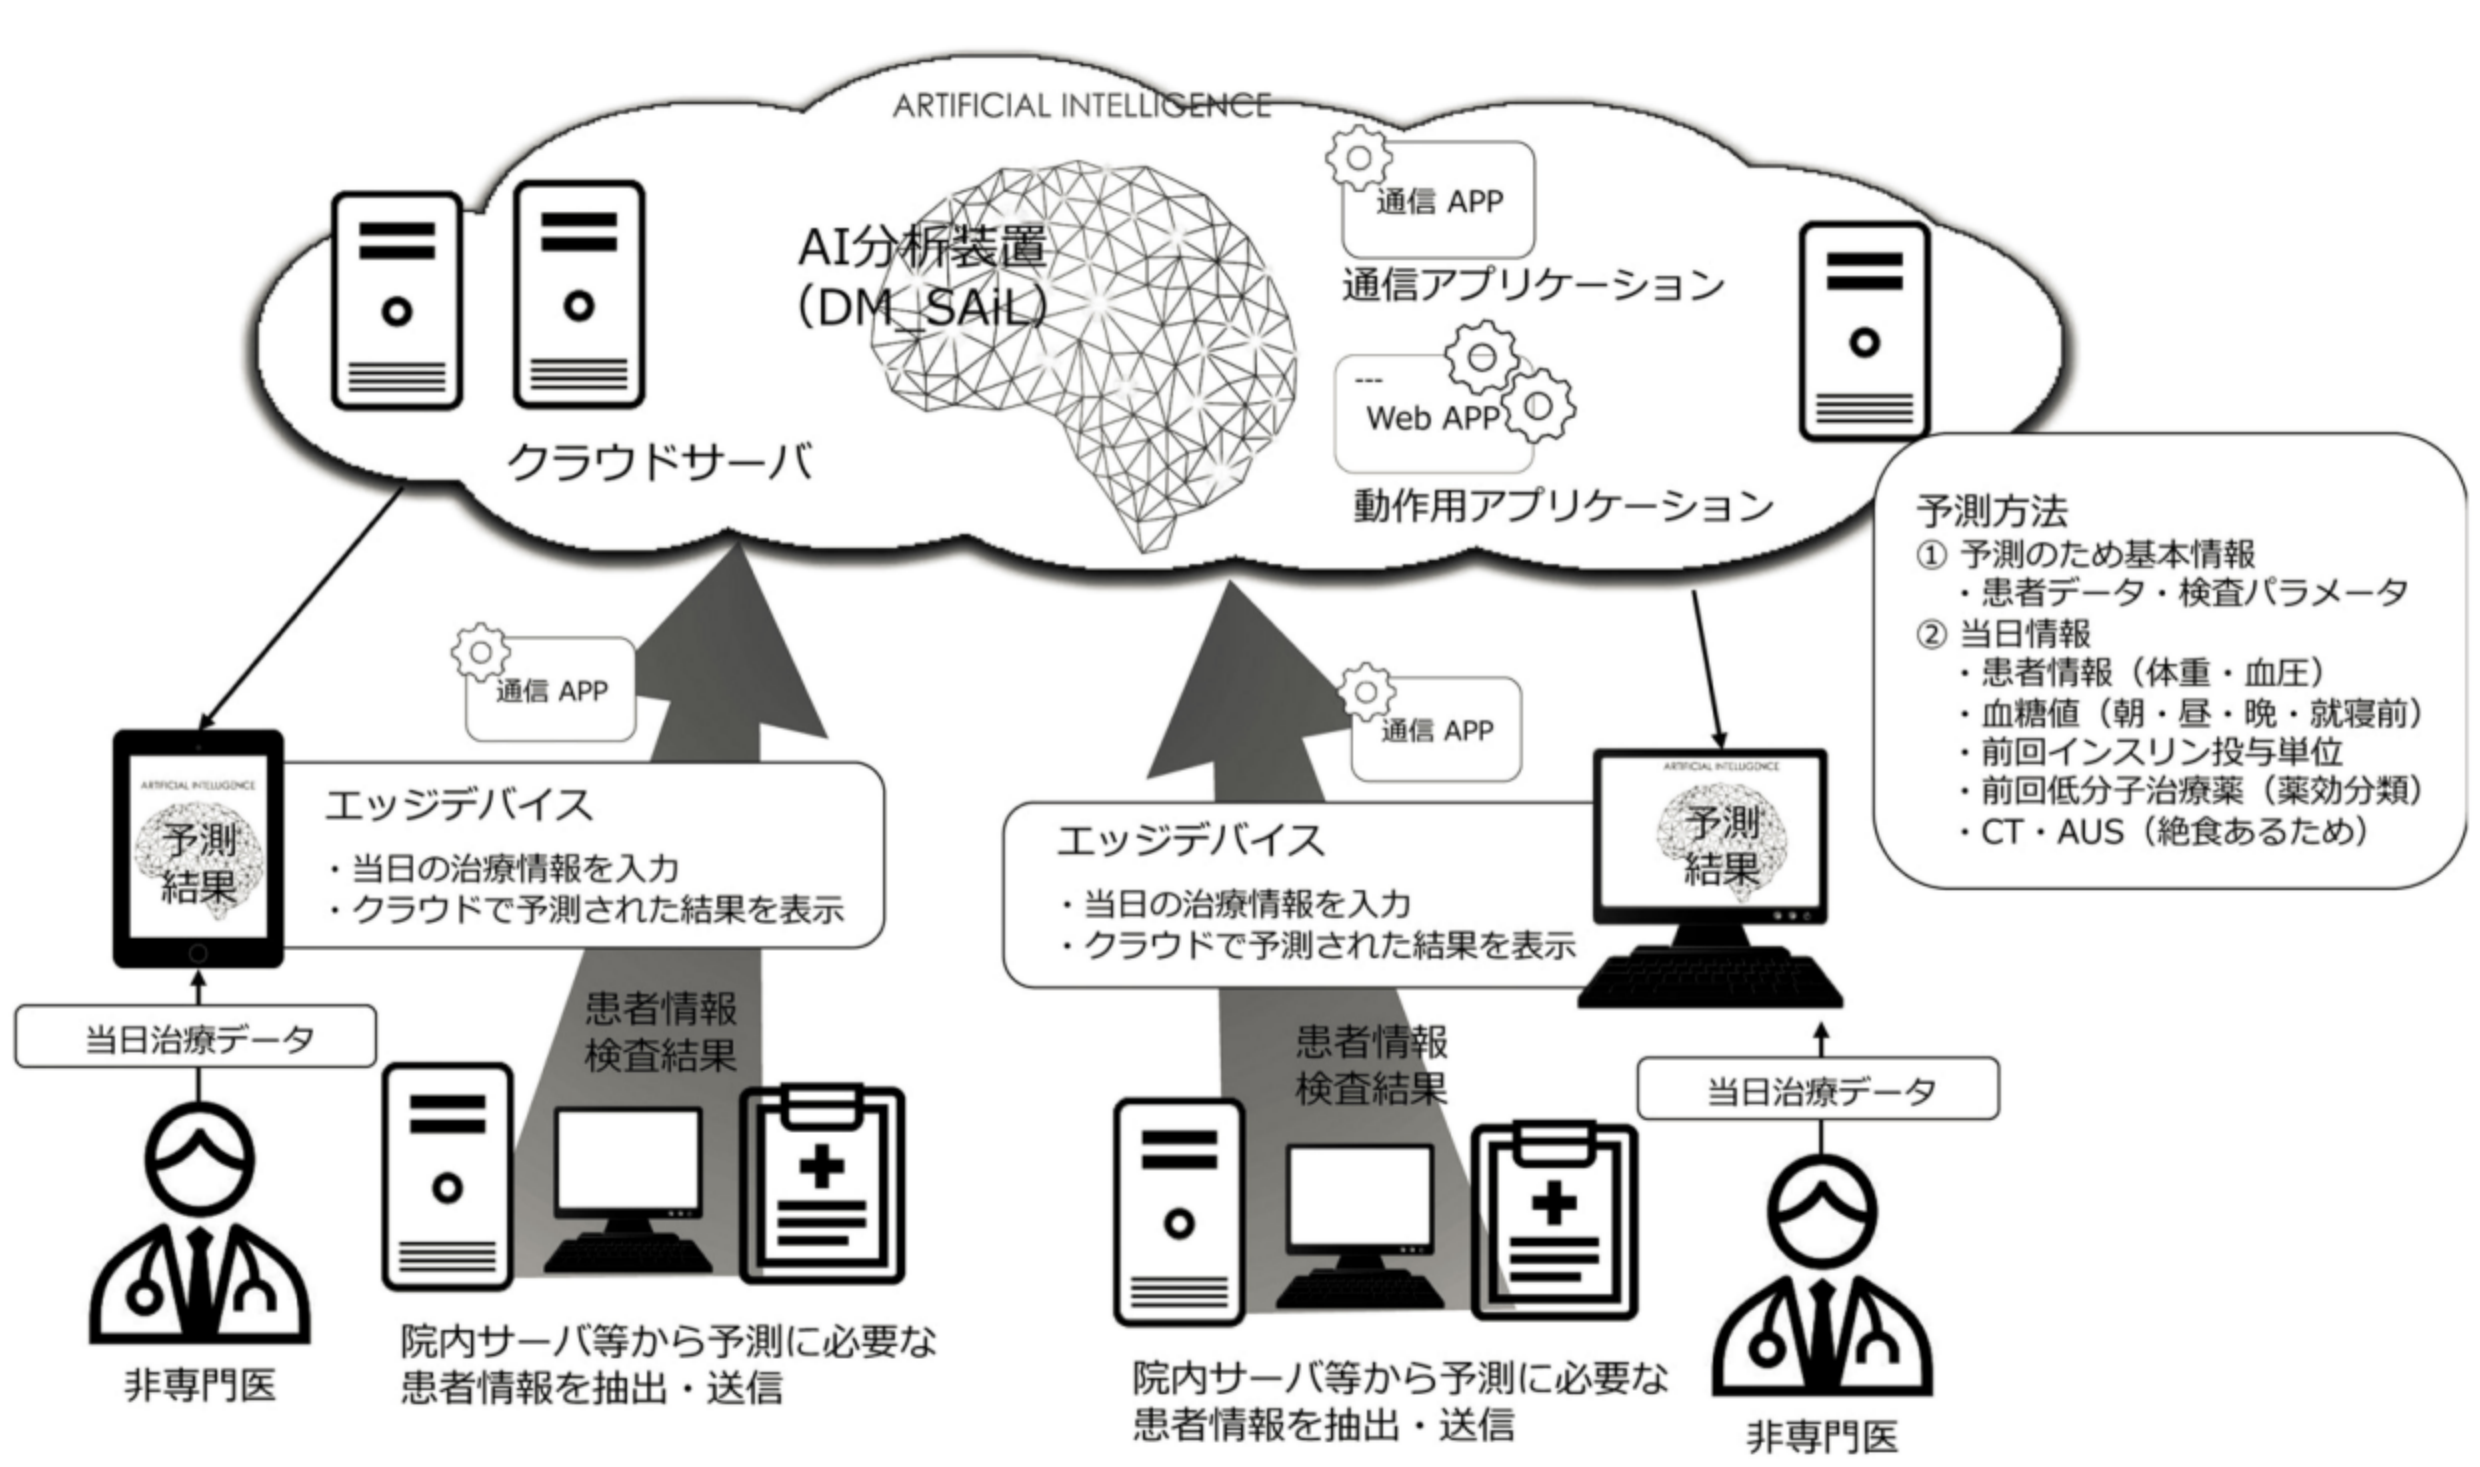 ARTIFICIAL INTELLIGENCE
AI分析装置
(DM_SAiL)
クラウドサーバ
通信 APP
通信アプリケーション
---
Web APP
動作用アプリケーション
予測方法
① 予測のため基本情報
・患者データ・検査パラメータ
② 当日情報
・患者情報（体重・血圧）
・血糖値（朝・昼・晩・就寝前）
・前回インスリン投与単位
・前回低分子治療薬（薬効分類）
・CT・AUS（絶食あるため）
通信 APP
ARTIFICIAL INTELLIGENCE
予測
結果
エッジデバイス
・当日の治療情報を入力
・クラウドで予測された結果を表示
当日治療データ
非専門医
患者情報
検査結果
院内サーバ等から予測に必要な
患者情報を抽出・送信
通信 APP
エッジデバイス
・当日の治療情報を入力
・クラウドで予測された結果を表示
ARTIFICIAL INTELLIGENCE
予測
結果
患者情報
検査結果
院内サーバ等から予測に必要な
患者情報を抽出・送信
当日治療データ
非専門医